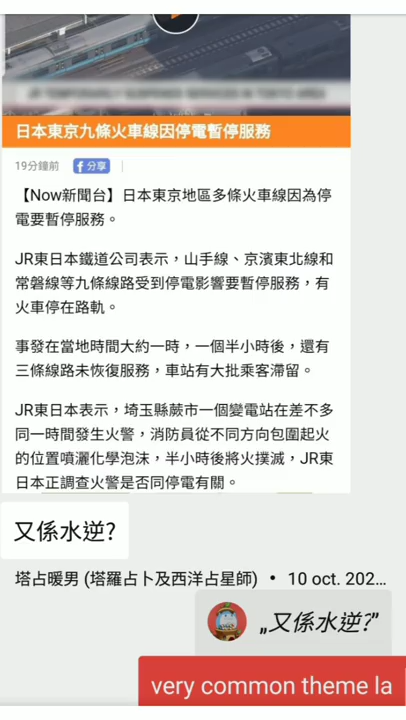 日本東京九條火車線因停電暫停服務
19分鐘前 f 分享
【Now新聞台】日本東京地區多條火車線因為停
電要暫停服務。
JR東日本鐵道公司表示，山手線、京濱東北線和
常磐線等九條線路受到停電影響要暫停服務，有
火車停在路軌。
事發在當地時間大約一時，一個半小時後，還有
三條線路未恢復服務，車站有大批乘客滯留。
JR東日本表示，埼玉縣蕨市一個變電站在差不多
同一時間發生火警，消防員從不同方向包圍起火
的位置噴灑化學泡沫，半小時後將火撲滅，JR東
日本正調查火警是否同停電有關。
又係水逆?
塔占暖男 (塔羅占卜及西洋占星師) • 10 oct. 202...
„又係水逆?”
very common theme la